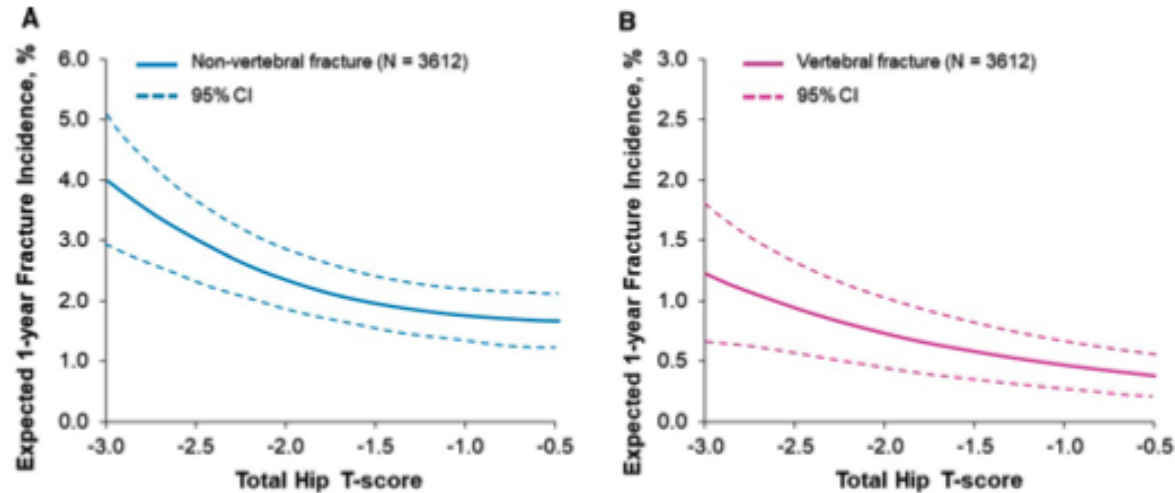 A
Expected 1-year Fracture Incidence, %
6.0
5.0
4.0
3.0
2.0
1.0
0.0
Non-vertebral fracture (N = 3612)
95% CI
-3.0 -2.5 -2.0 -1.5 -1.0 -0.5
Total Hip T-score
B
Expected 1-year Fracture Incidence, %
3.0
2.5
2.0
1.5
1.0
0.5
0.0
Vertebral fracture (N = 3612)
95% CI
-3.0 -2.5 -2.0 -1.5 -1.0 -0.5
Total Hip T-score